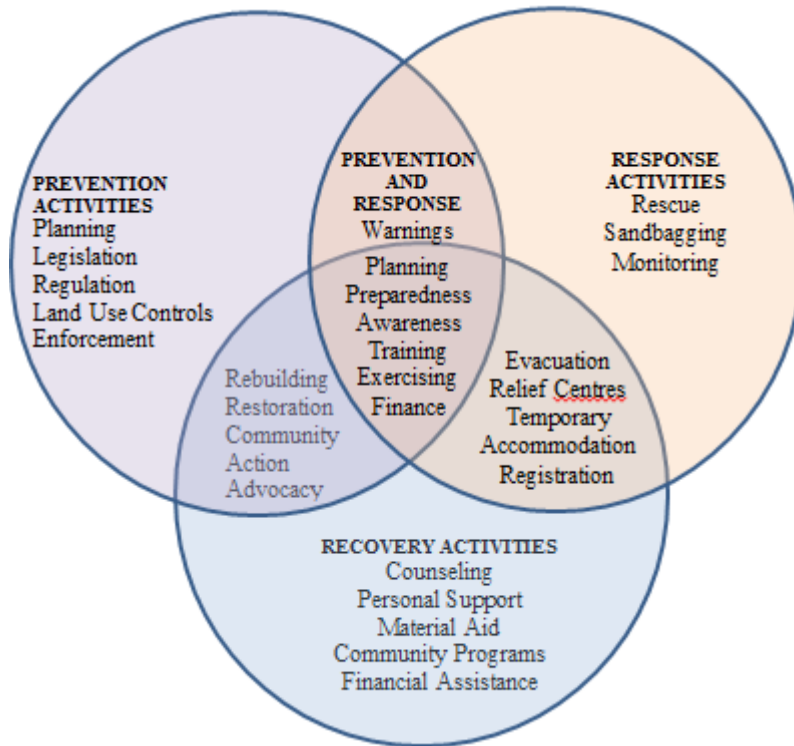 PREVENTION
ACTIVITIES
Planning
Legislation
Regulation
Land Use Controls
Enforcement
PREVENTION
AND
RESPONSE
Warnings
Planning
Preparedness
Awareness
Training
Exercising
Finance
RESPONSE
ACTIVITIES
Rescue
Sandbagging
Monitoring
Rebuilding
Restoration
Community
Action
Advocacy
Evacuation
Relief Centres
Temporary
Accommodation
Registration
RECOVERY ACTIVITIES
Counseling
Personal Support
Material Aid
Community Programs
Financial Assistance